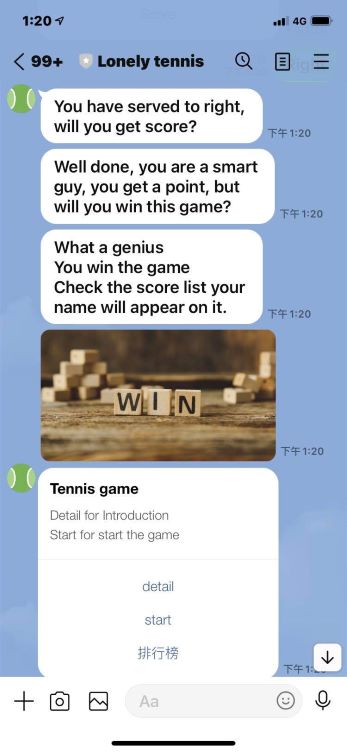 1:20
4G
99+ Lonely tennis
You have served to right,
will you get score?
下午 1:20
Well done, you are a smart
guy, you get a point, but
will you win this game?
下午 1:20
What a genius
You win the game
Check the score list your
name will appear on it.
下午 1:20
WIN
下午 1:20
Tennis game
Detail for Introduction
Start for start the game
detail
start
排行榜
下午 1:20
Aa